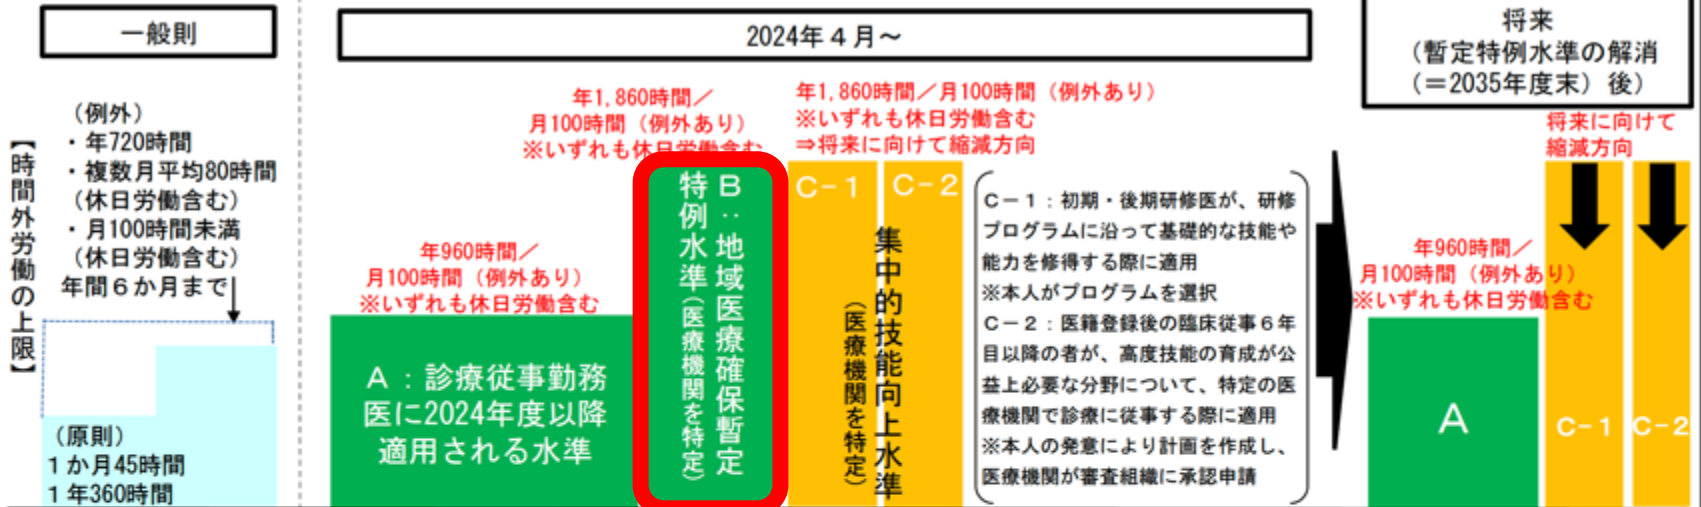 一般則
【時間外労働の上限】
（例外）
・年720時間
・複数月平均80時間
（休日労働含む）
・月100時間未満
（休日労働含む）
年間６か月まで
（原則）
１か月45時間
１年360時間
2024年４月～
年960時間／
月100時間（例外あり）
※いずれも休日労働含む
Ａ：診療従事勤務
医に2024年度以降
適用される水準
年1,860時間／
月100時間（例外あり）
※いずれも休日労働含む
Ｂ：地域医療確保暫定
特例水準（医療機関を特定）
年1,860時間／月100時間（例外あり）
※いずれも休日労働含む
⇒将来に向けて縮減方向
Ｃ－１
Ｃ－２
集中的技能向上水準
（医療機関を特定）
Ｃ－１：初期・後期研修医が、研修
プログラムに沿って基礎的な技能や
能力を修得する際に適用
※本人がプログラムを選択
Ｃ－２：医籍登録後の臨床従事６年
目以降の者が、高度技能の育成が公
益上必要な分野について、特定の医
療機関で診療に従事する際に適用
※本人の発意により計画を作成し、
医療機関が審査組織に承認申請
将来
（暫定特例水準の解消
（＝2035年度末）後）
将来に向けて
縮減方向
年960時間／
月100時間（例外あり）
※いずれも休日労働含む
Ａ
Ｃ－１
Ｃ－２